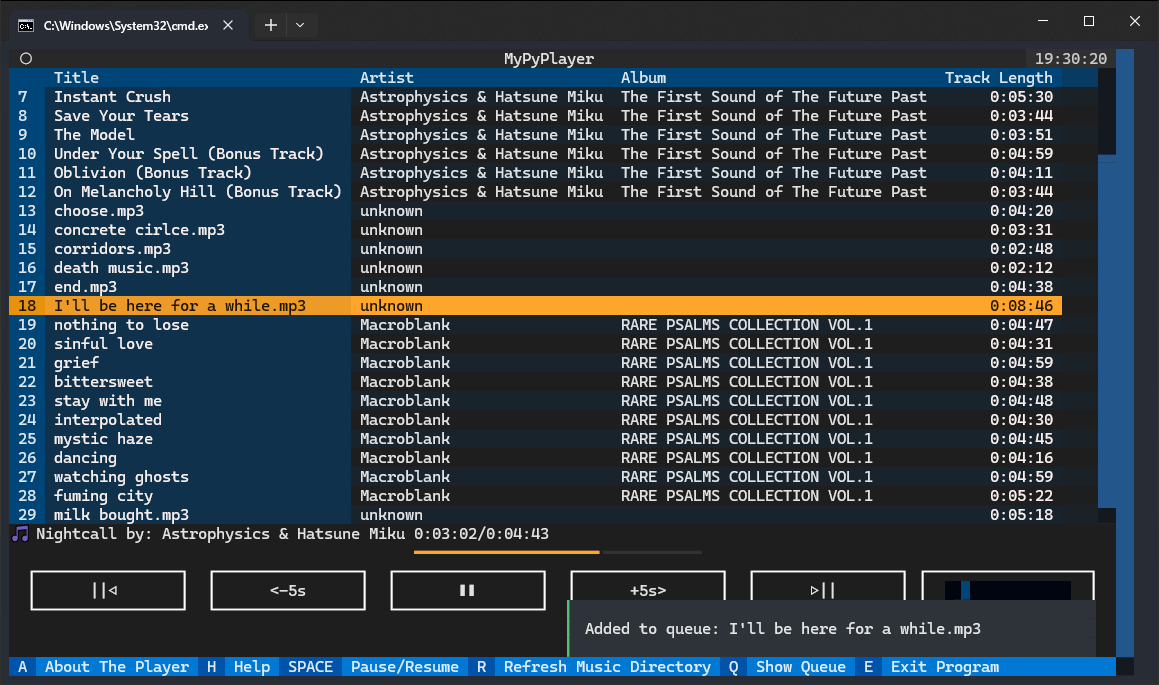 C:\Windows\System32\cmd.ex
MyPyPlayer 19:30:20
Title Artist Album Track Length
7 Instant Crush Astrophysics & Hatsune Miku The First Sound of The Future Past 0:05:30
8 Save Your Tears Astrophysics & Hatsune Miku The First Sound of The Future Past 0:03:44
9 The Model Astrophysics & Hatsune Miku The First Sound of The Future Past 0:03:51
10 Under Your Spell (Bonus Track) Astrophysics & Hatsune Miku The First Sound of The Future Past 0:04:59
11 Oblivion (Bonus Track) Astrophysics & Hatsune Miku The First Sound of The Future Past 0:04:11
12 On Melancholy Hill (Bonus Track) Astrophysics & Hatsune Miku The First Sound of The Future Past 0:03:44
13 choose.mp3 unknown 0:04:20
14 concrete cirlce.mp3 unknown 0:03:31
15 corridors.mp3 unknown 0:02:48
16 death music.mp3 unknown 0:02:12
17 end.mp3 unknown 0:04:38
18 I'll be here for a while.mp3 unknown 0:08:46
19 nothing to lose Macroblank RARE PSALMS COLLECTION VOL.1 0:04:47
20 sinful love Macroblank RARE PSALMS COLLECTION VOL.1 0:04:31
21 grief Macroblank RARE PSALMS COLLECTION VOL.1 0:04:59
22 bittersweet Macroblank RARE PSALMS COLLECTION VOL.1 0:04:38
23 stay with me Macroblank RARE PSALMS COLLECTION VOL.1 0:04:48
24 interpolated Macroblank RARE PSALMS COLLECTION VOL.1 0:04:30
25 mystic haze Macroblank RARE PSALMS COLLECTION VOL.1 0:04:45
26 dancing Macroblank RARE PSALMS COLLECTION VOL.1 0:04:16
27 watching ghosts Macroblank RARE PSALMS COLLECTION VOL.1 0:04:59
28 fuming city Macroblank RARE PSALMS COLLECTION VOL.1 0:05:22
29 milk bought.mp3 unknown 0:05:18
Nightcall by: Astrophysics & Hatsune Miku 0:03:02/0:04:43
||◁ <-5s ▮▮ +5s> ▷||
Added to queue: I'll be here for a while.mp3
A About The Player H Help SPACE Pause/Resume R Refresh Music Directory Q Show Queue E Exit Program